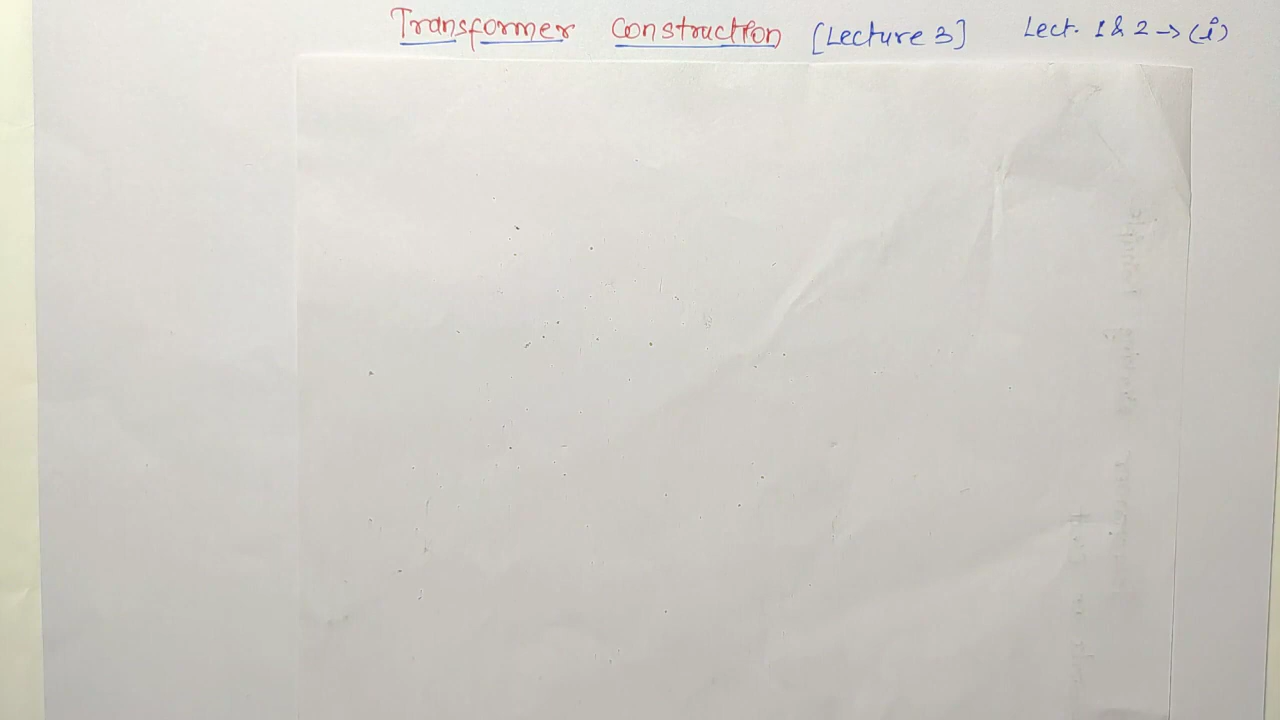 Transformer Construction [Lecture 3] Lect. 1 & 2 → (i)